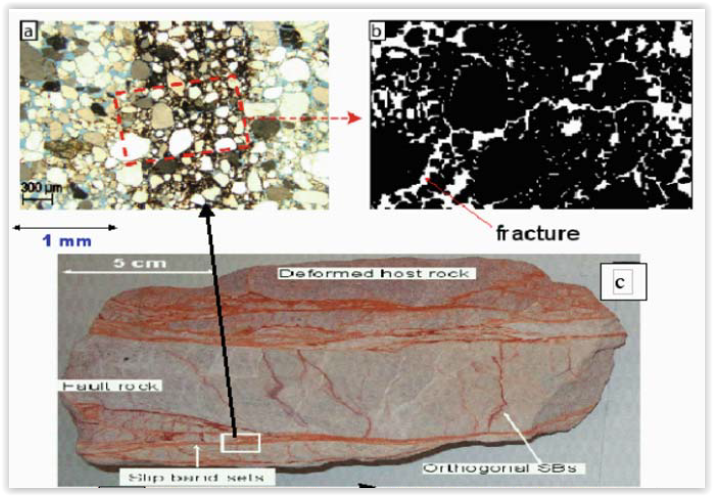 a
b
300 µm
1 mm
fracture
5 cm
Deformed host rock
c
Fault rock
Slip band sets
Orthogonal SBs